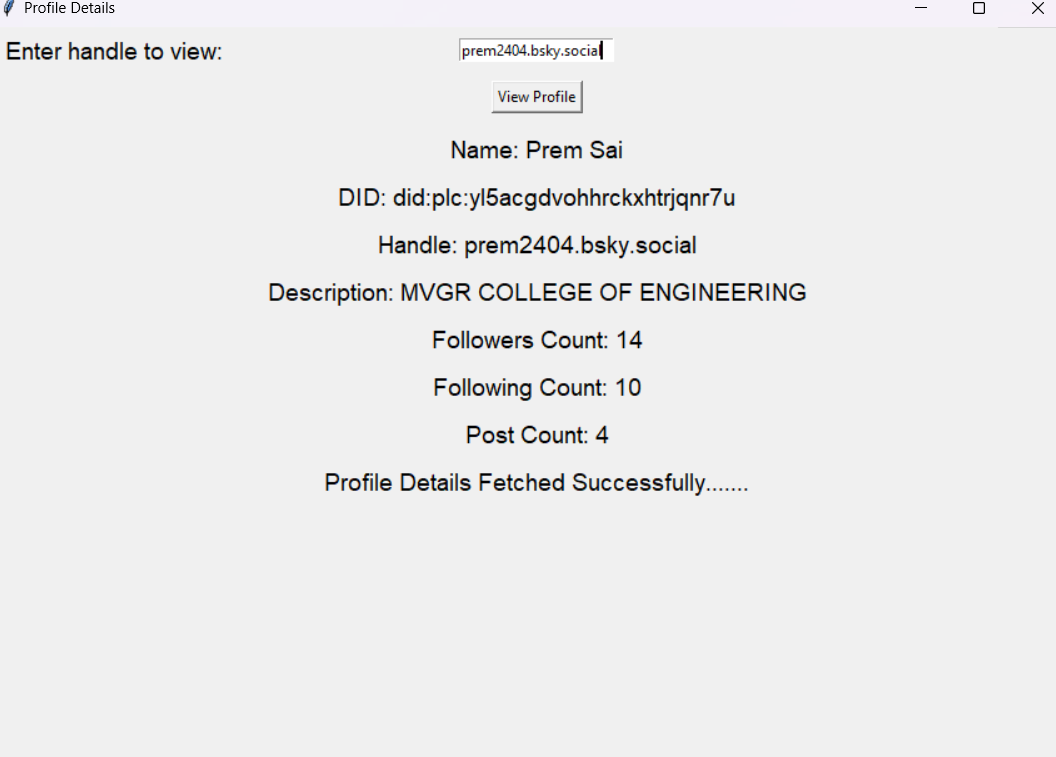 Profile Details
Enter handle to view: prem2404.bsky.social
View Profile
Name: Prem Sai
DID: did:plc:yl5acgdvohhrckxhtrjqnr7u
Handle: prem2404.bsky.social
Description: MVGR COLLEGE OF ENGINEERING
Followers Count: 14
Following Count: 10
Post Count: 4
Profile Details Fetched Successfully.......